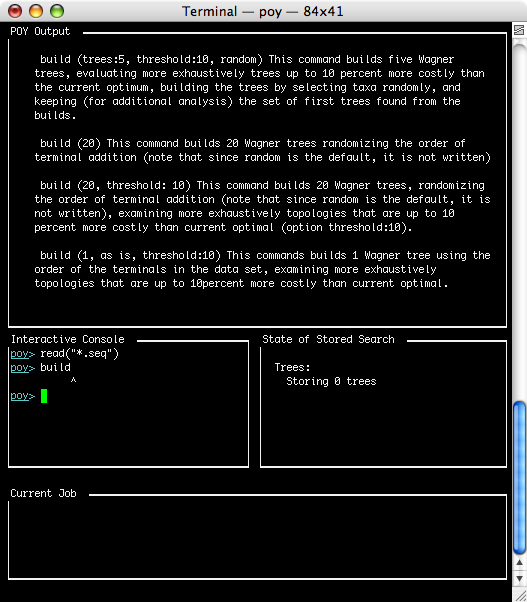 Terminal — poy — 84x41
POY Output
build (trees:5, threshold:10, random) This command builds five Wagner
trees, evaluating more exhaustively trees up to 10 percent more costly than
the current optimum, building the trees by selecting taxa randomly, and
keeping (for additional analysis) the set of first trees found from the
builds.
build (20) This command builds 20 Wagner trees randomizing the order of
terminal addition (note that since random is the default, it is not written)
build (20, threshold: 10) This command builds 20 Wagner trees, randomizing
the order of terminal addition (note that since random is the default, it is
not written), examining more exhaustively topologies that are up to 10
percent more costly than current optimal (option threshold:10).
build (1, as is, threshold:10) This commands builds 1 Wagner tree using the
order of the terminals in the data set, examining more exhaustively
topologies that are up to 10percent more costly than current optimal.
Interactive Console
poy> read("*.seq")
poy> build
^
poy>
State of Stored Search
Trees:
Storing 0 trees
Current Job